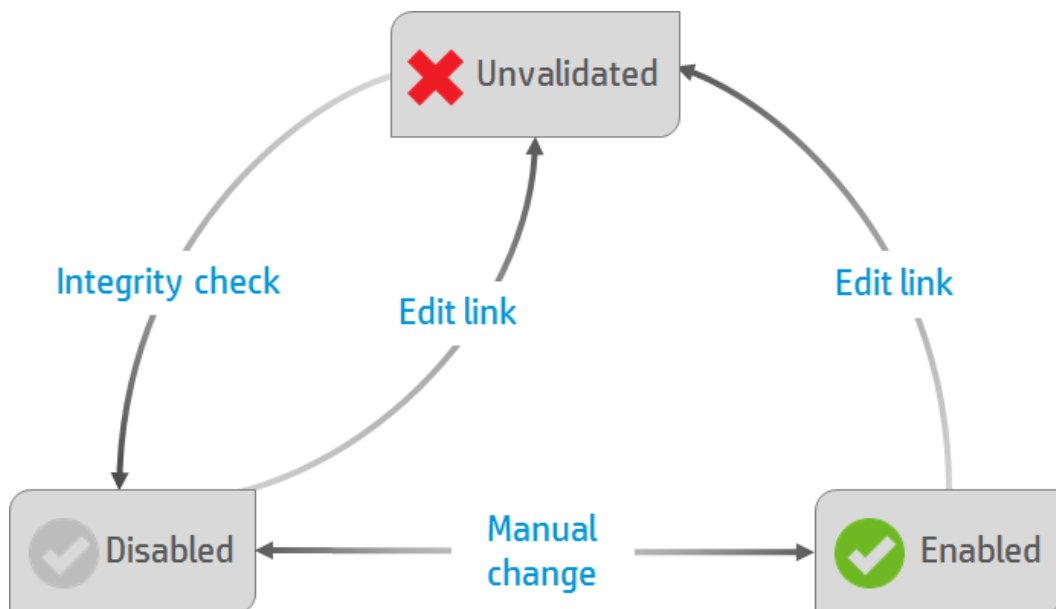 Unvalidated
Integrity check
Edit link
Edit link
Disabled
Manual
change
Enabled